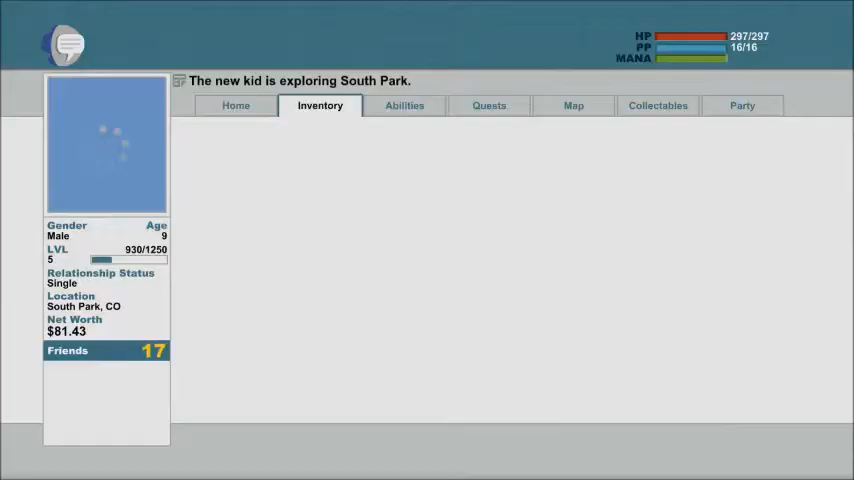 HP 297/297
PP 16/16
MANA
The new kid is exploring South Park.
Home Inventory Abilities Quests Map Collectables Party
Gender Age
Male 9
LVL 930/1250
5
Relationship Status
Single
Location
South Park, CO
Net Worth
$81.43
Friends 17